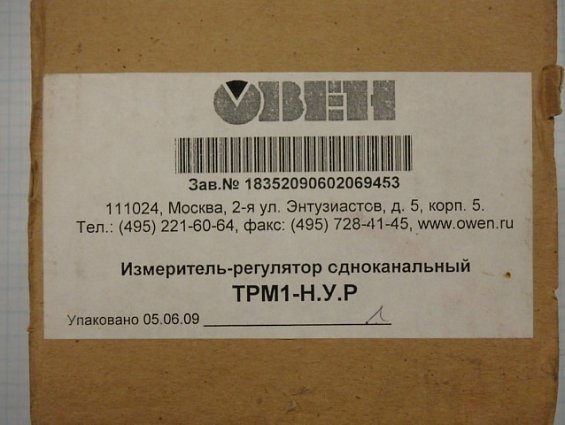 ОВЕН
Зав.№ 18352090602069453
111024, Москва, 2-я ул. Энтузиастов, д. 5, корп. 5.
Тел.: (495) 221-60-64, факс: (495) 728-41-45, www.owen.ru
Измеритель-регулятор сдноканальный
ТРМ1-Н.У.Р
Упаковано 05.06.09